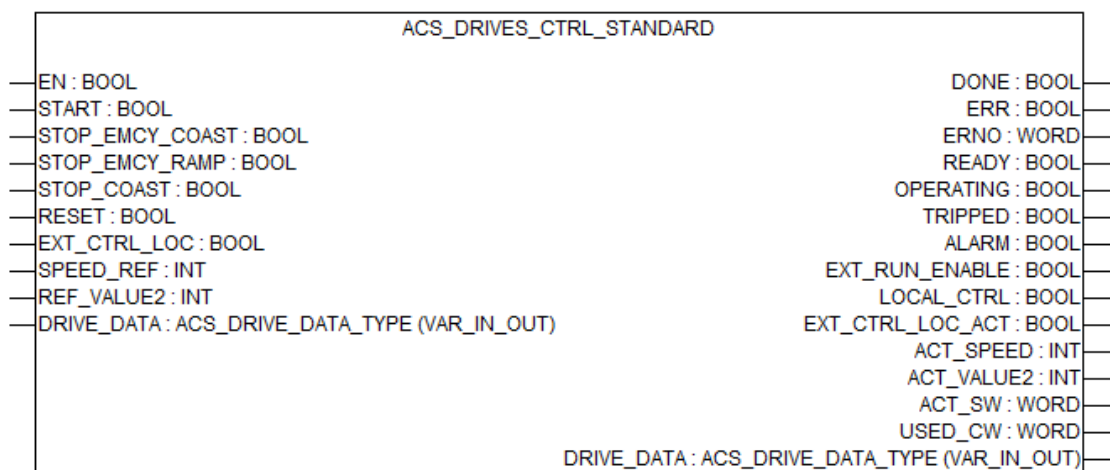 ACS_DRIVES_CTRL_STANDARD
EN : BOOL
START : BOOL
STOP_EMCY_COAST : BOOL
STOP_EMCY_RAMP : BOOL
STOP_COAST : BOOL
RESET : BOOL
EXT_CTRL_LOC : BOOL
SPEED_REF : INT
REF_VALUE2 : INT
DRIVE_DATA : ACS_DRIVE_DATA_TYPE (VAR_IN_OUT)
DONE : BOOL
ERR : BOOL
ERNO : WORD
READY : BOOL
OPERATING : BOOL
TRIPPED : BOOL
ALARM : BOOL
EXT_RUN_ENABLE : BOOL
LOCAL_CTRL : BOOL
EXT_CTRL_LOC_ACT : BOOL
ACT_SPEED : INT
ACT_VALUE2 : INT
ACT_SW : WORD
USED_CW : WORD
DRIVE_DATA : ACS_DRIVE_DATA_TYPE (VAR_IN_OUT)